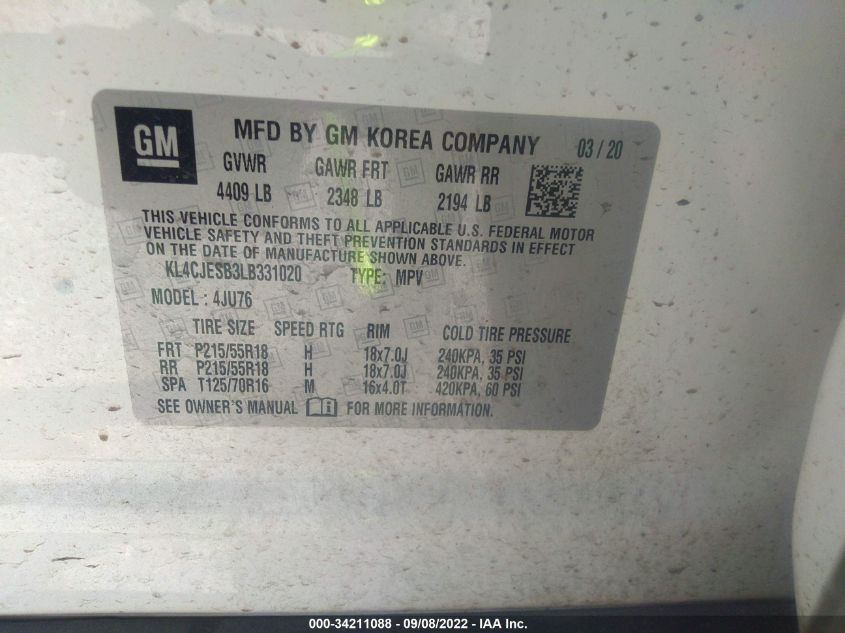 GM
MFD BY GM KOREA COMPANY 03 / 20
GVWR GAWR FRT GAWR RR
4409 LB 2348 LB 2194 LB
THIS VEHICLE CONFORMS TO ALL APPLICABLE U.S. FEDERAL MOTOR
VEHICLE SAFETY AND THEFT PREVENTION STANDARDS IN EFFECT
ON THE DATE OF MANUFACTURE SHOWN ABOVE.
KL4CJESB3LB331020 TYPE: MPV
MODEL : 4JU76
TIRE SIZE SPEED RTG RIM COLD TIRE PRESSURE
FRT P215/55R18 H 18x7.0J 240KPA, 35 PSI
RR P215/55R18 H 18x7.0J 240KPA, 35 PSI
SPA T125/70R16 M 16x4.0T 420KPA, 60 PSI
SEE OWNER'S MANUAL FOR MORE INFORMATION.
000-34211088 - 09/08/2022 - IAA Inc.